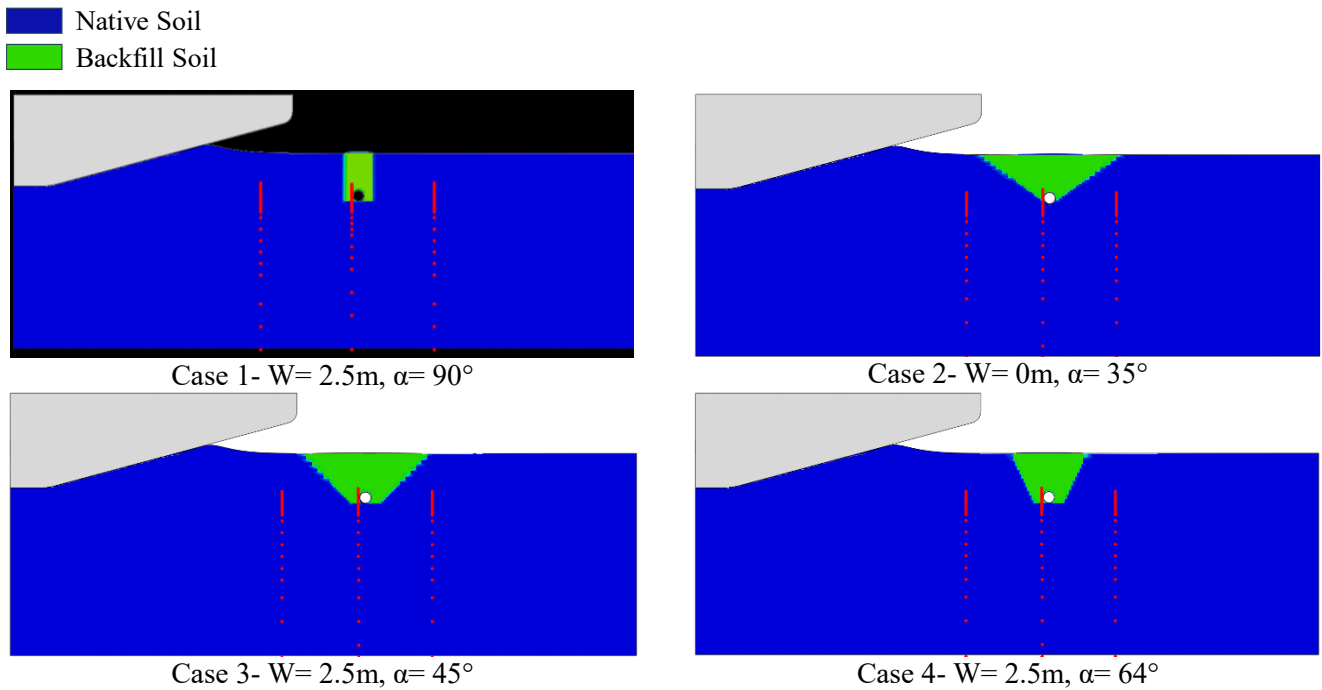 Native Soil
Backfill Soil
Case 1- W= 2.5m, α= 90°
Case 2- W= 0m, α= 35°
Case 3- W= 2.5m, α= 45°
Case 4- W= 2.5m, α= 64°